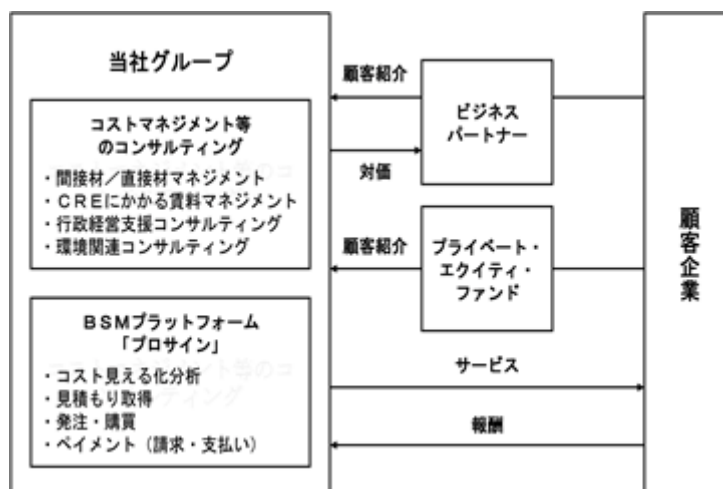 当社グループ
コストマネジメント等
のコンサルティング
・間接材／直接材マネジメント
・ＣＲＥにかかる賃料マネジメント
・行政経営支援コンサルティング
・環境関連コンサルティング
ＢＳＭプラットフォーム
「プロサイン」
・コスト見える化分析
・見積もり取得
・発注・購買
・ペイメント（請求・支払い）
顧客紹介
ビジネス
パートナー
対価
顧客紹介
プライベート・
エクイティ・
ファンド
サービス
報酬
顧客企業